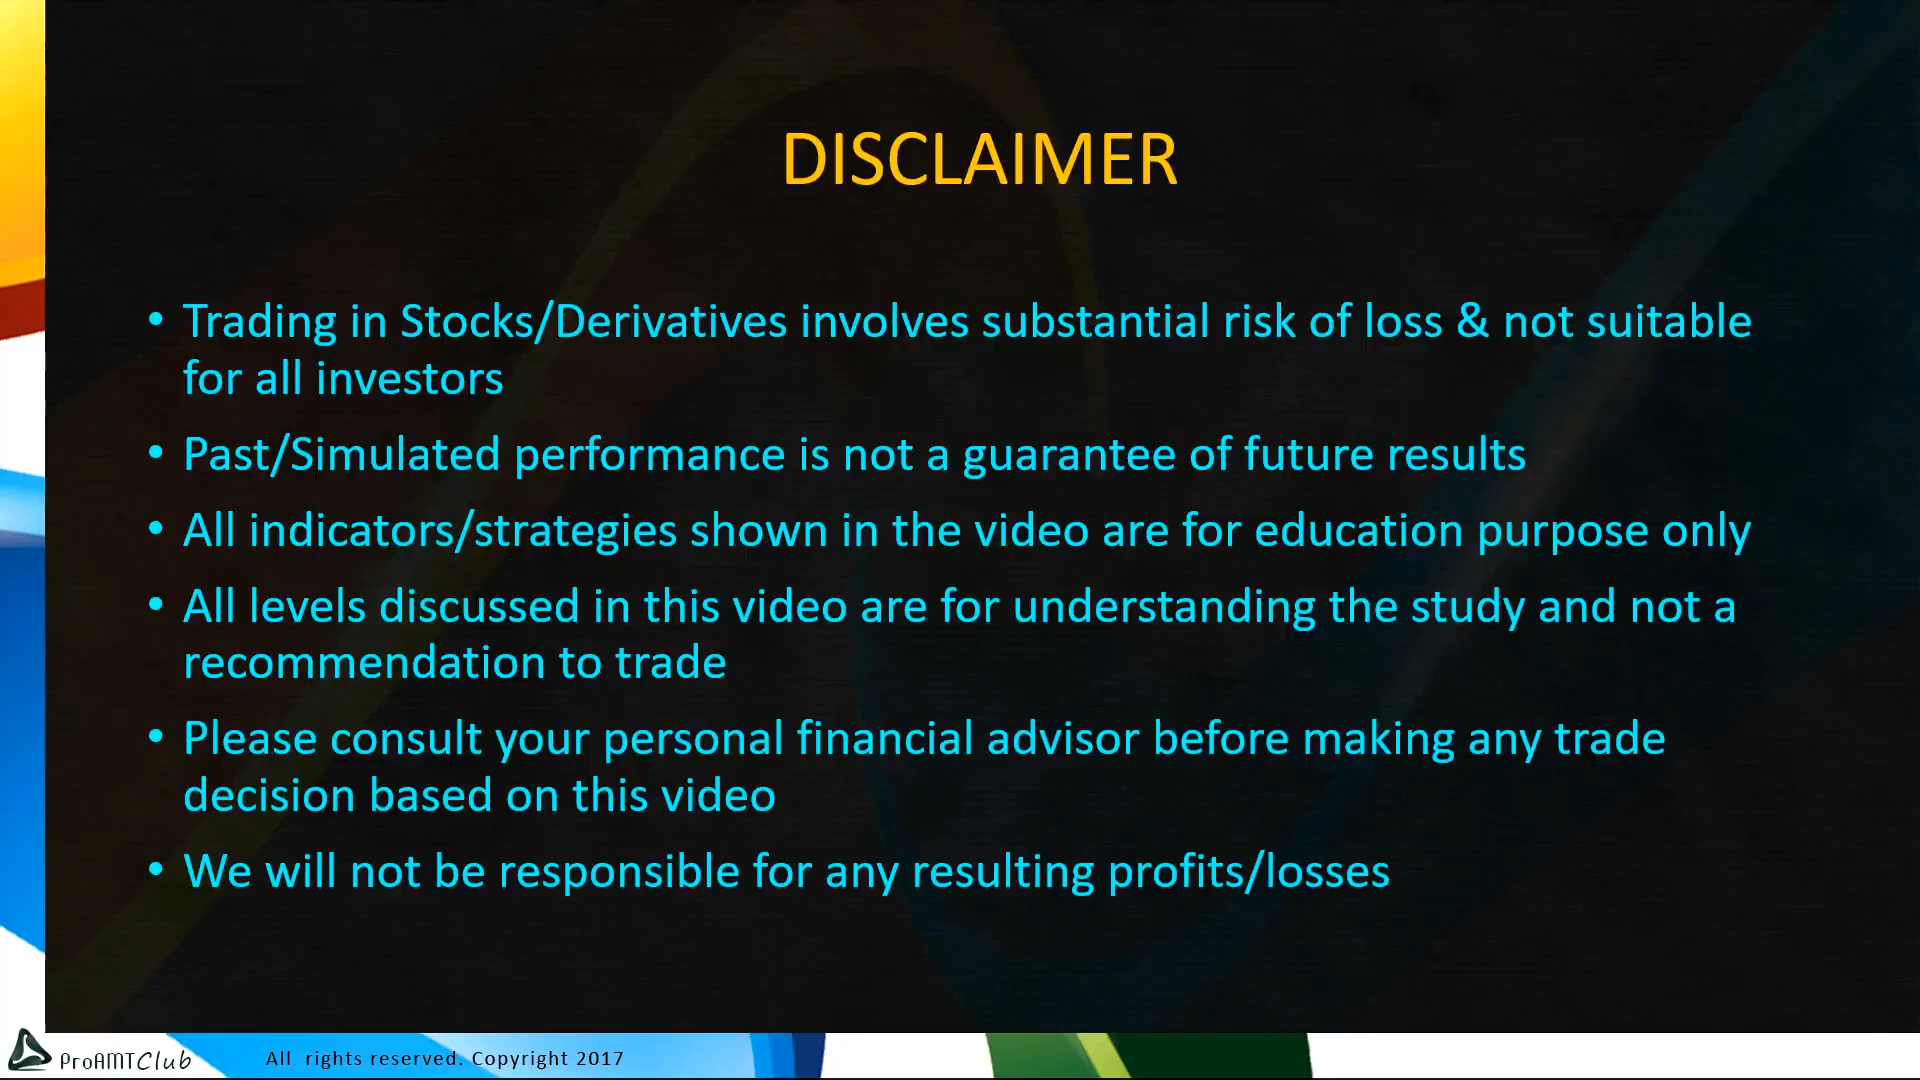 DISCLAIMER
• Trading in Stocks/Derivatives involves substantial risk of loss & not suitable
for all investors
• Past/Simulated performance is not a guarantee of future results
• All indicators/strategies shown in the video are for education purpose only
• All levels discussed in this video are for understanding the study and not a
recommendation to trade
• Please consult your personal financial advisor before making any trade
decision based on this video
• We will not be responsible for any resulting profits/losses
ProAMTClub
All rights reserved. Copyright 2017